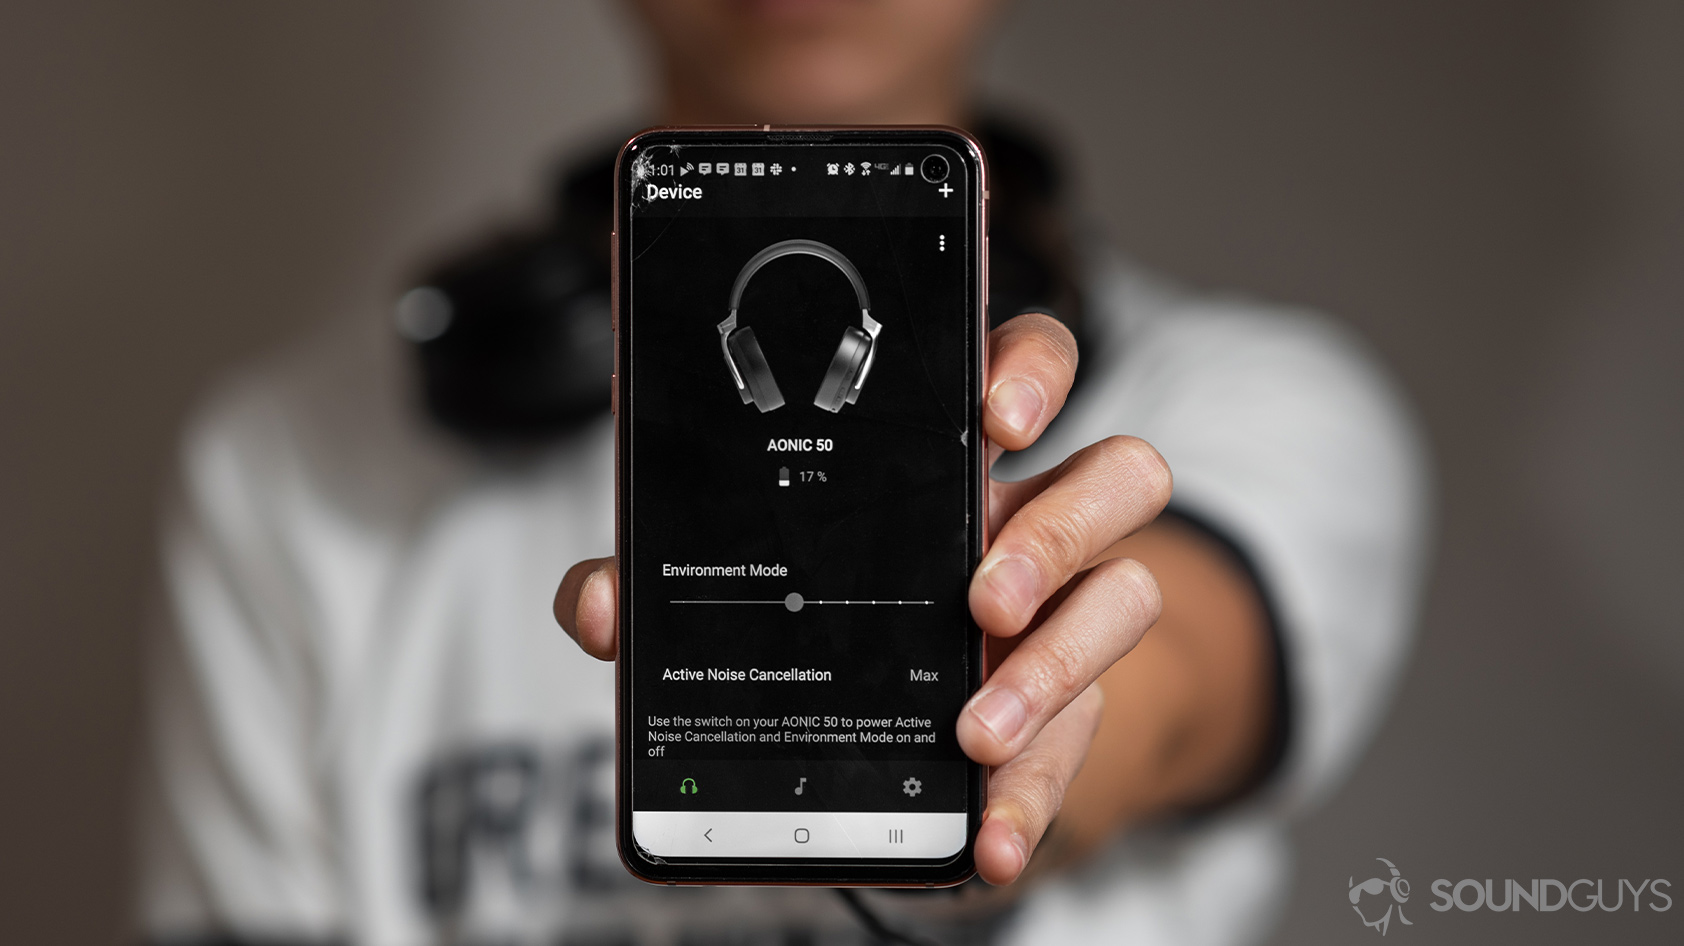 1:01
Device
AONIC 50
17 %
Environment Mode
Active Noise Cancellation Max
Use the switch on your AONIC 50 to power Active
Noise Cancellation and Environment Mode on and
off
SOUNDGUYS